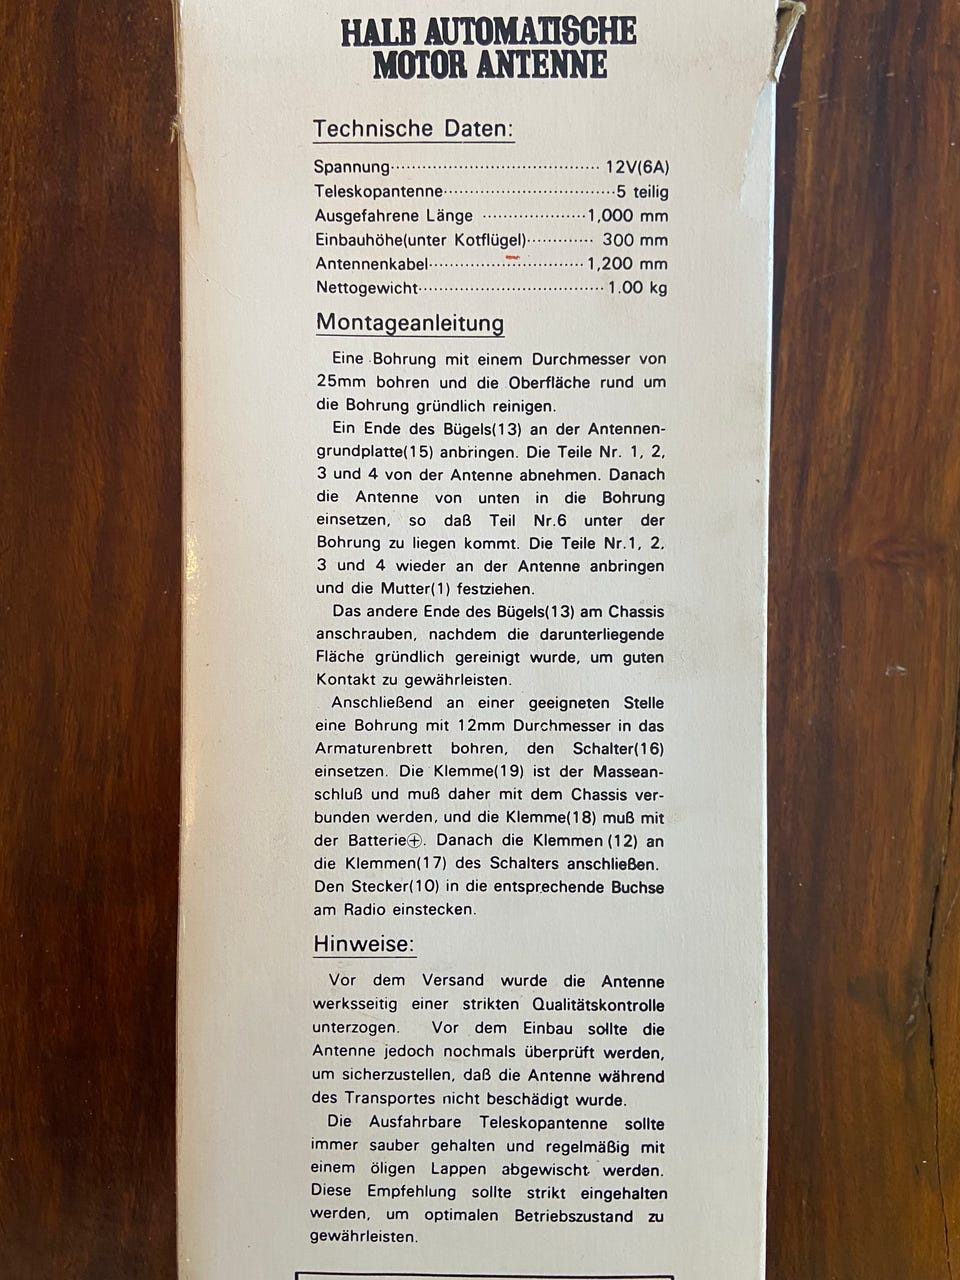 HALB AUTOMATISCHE
MOTOR ANTENNE
Technische Daten:
Spannung······································ 12V(6A)
Teleskopantenne·······························5 teilig
Ausgefahrene Länge ···················1,000 mm
Einbauhöhe(unter Kotflügel)············· 300 mm
Antennenkabel····························1,200 mm
Nettogewicht··································1.00 kg
Montageanleitung
Eine Bohrung mit einem Durchmesser von
25mm bohren und die Oberfläche rund um
die Bohrung gründlich reinigen.
Ein Ende des Bügels(13) an der Antennen-
grundplatte(15) anbringen. Die Teile Nr. 1, 2,
3 und 4 von der Antenne abnehmen. Danach
die Antenne von unten in die Bohrung
einsetzen, so daß Teil Nr.6 unter der
Bohrung zu liegen kommt. Die Teile Nr.1, 2,
3 und 4 wieder an der Antenne anbringen
und die Mutter(1) festziehen.
Das andere Ende des Bügels(13) am Chassis
anschrauben, nachdem die darunterliegende
Fläche gründlich gereinigt wurde, um guten
Kontakt zu gewährleisten.
Anschließend an einer geeigneten Stelle
eine Bohrung mit 12mm Durchmesser in das
Armaturenbrett bohren, den Schalter(16)
einsetzen. Die Klemme(19) ist der Massean-
schluß und muß daher mit dem Chassis ver-
bunden werden, und die Klemme(18) muß mit
der Batterie⊕. Danach die Klemmen (12) an
die Klemmen(17) des Schalters anschließen.
Den Stecker(10) in die entsprechende Buchse
am Radio einstecken.
Hinweise:
Vor dem Versand wurde die Antenne
werksseitig einer strikten Qualitätskontrolle
unterzogen. Vor dem Einbau sollte die
Antenne jedoch nochmals überprüft werden,
um sicherzustellen, daß die Antenne während
des Transportes nicht beschädigt wurde.
Die Ausfahrbare Teleskopantenne sollte
immer sauber gehalten und regelmäßig mit
einem öligen Lappen abgewischt werden.
Diese Empfehlung sollte strikt eingehalten
werden, um optimalen Betriebszustand zu
gewährleisten.